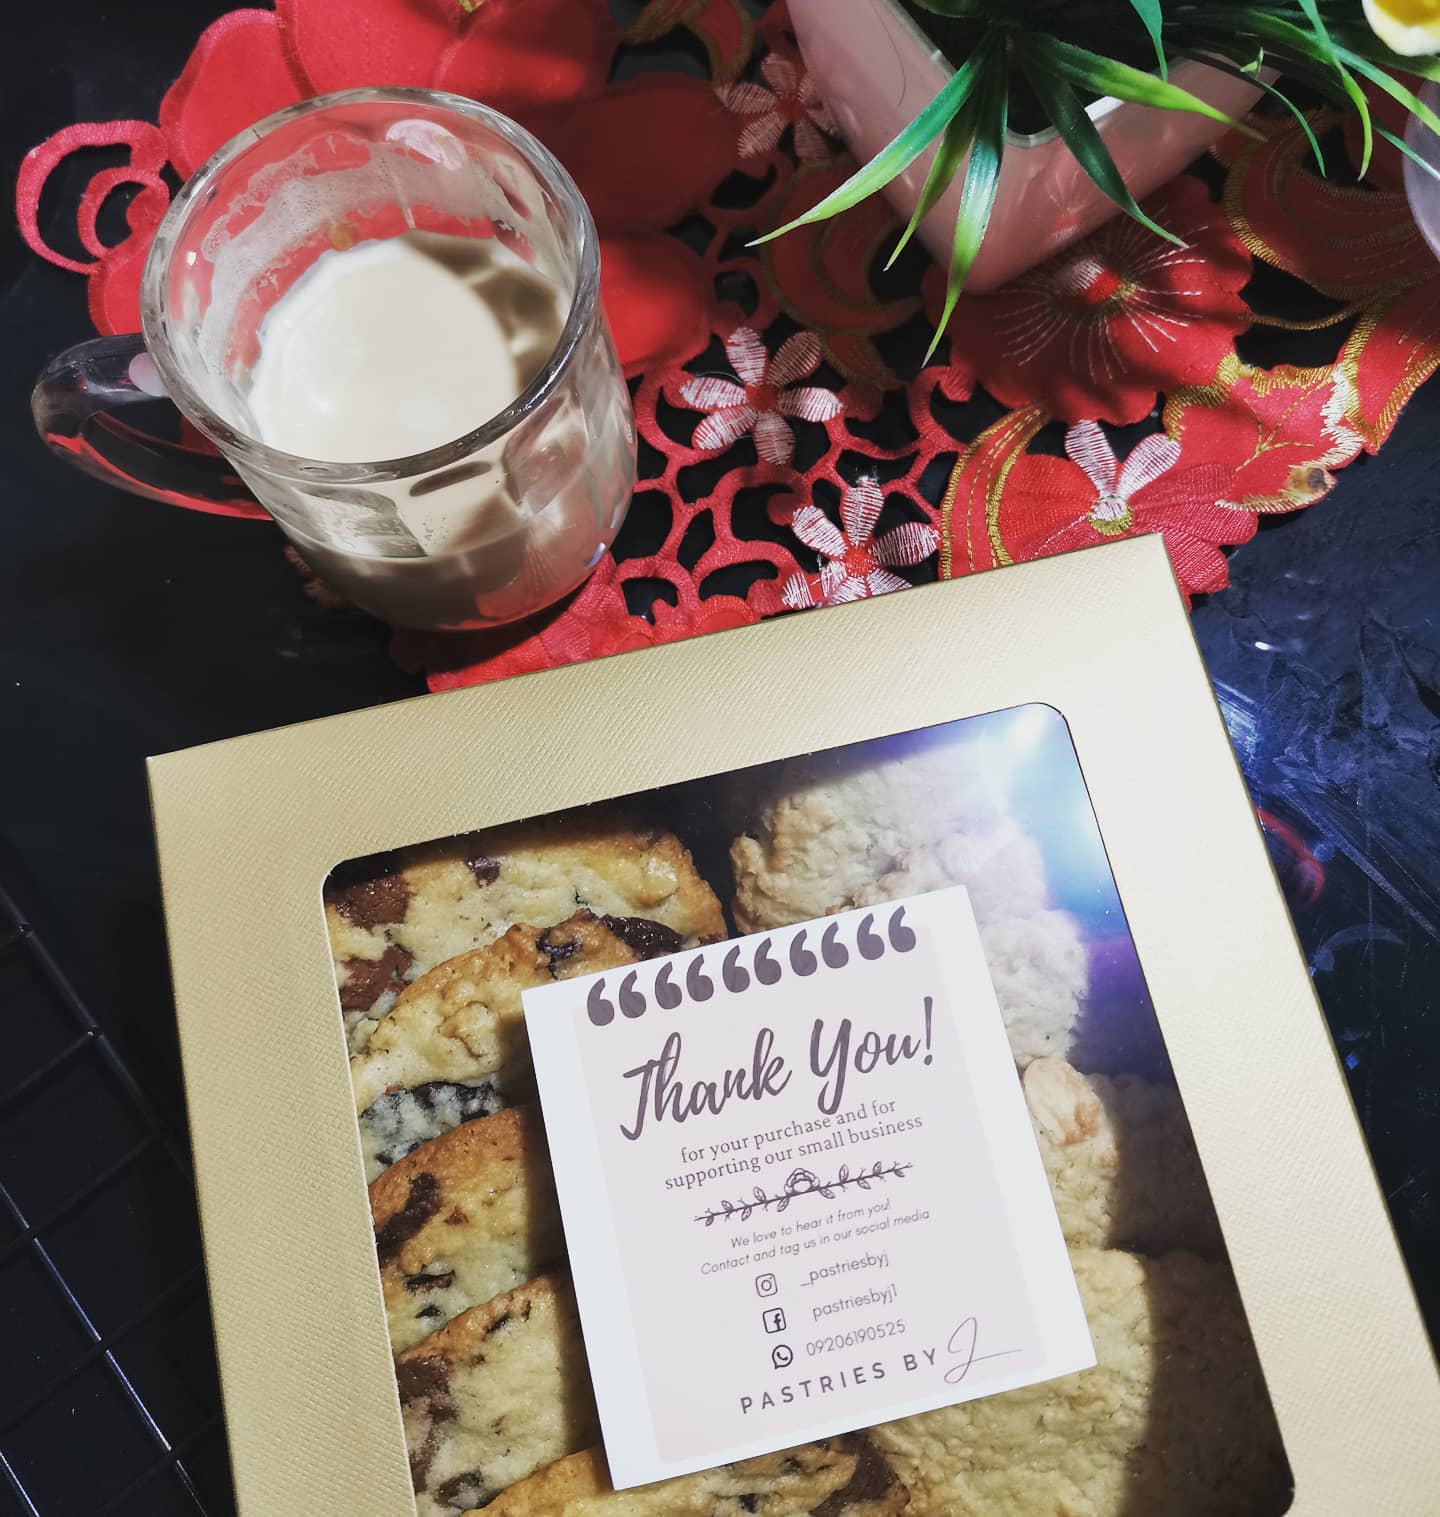 Thank You!
for your purchase and for
supporting our small business
We love to hear it from you!
Contact and tag us in our social media
_pastriesbyj
pastriesbyj1
09206190525
PASTRIES BY J